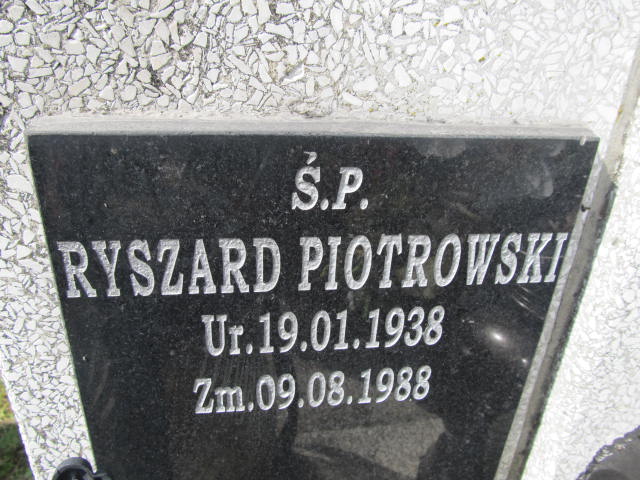 Ś.P.
RYSZARD PIOTROWSKI
Ur.19.01.1938
Zm.09.08.1988